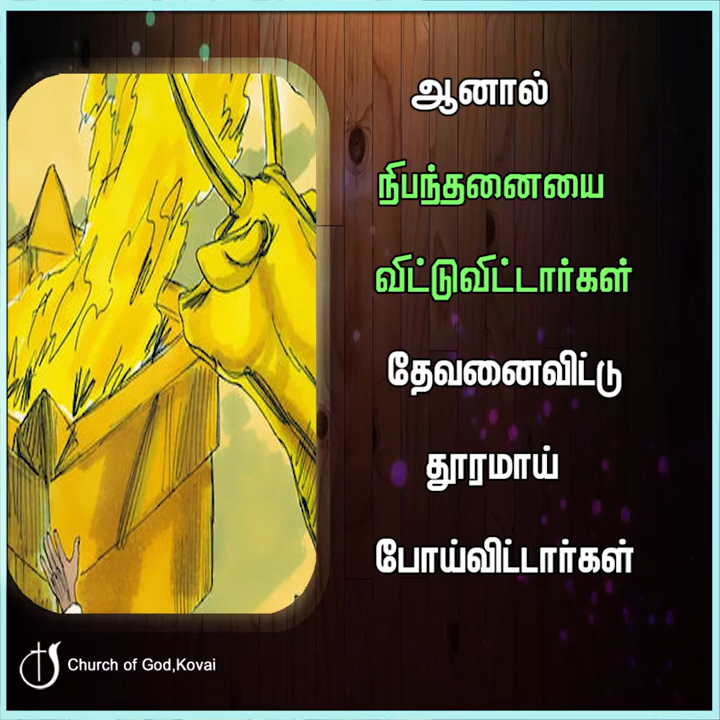 ஆனால்
நிபந்தனையை
விட்டுவிட்டார்கள்
தேவனைவிட்டு
தூரமாய்
போய்விட்டார்கள்
Church of God,Kovai